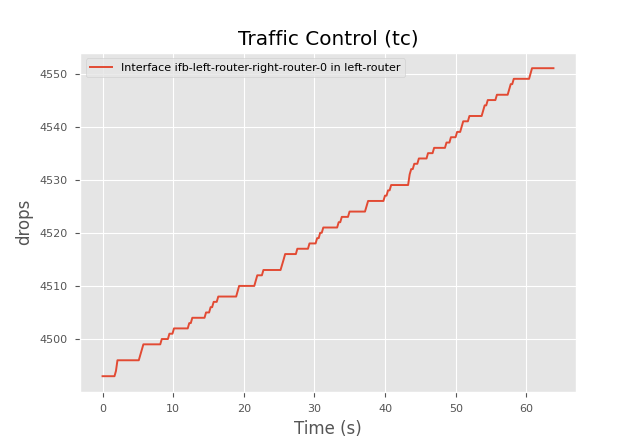 Traffic Control (tc)
Interface ifb-left-router-right-router-0 in left-router
4550
4540
4530
4520
4510
4500
drops
0 10 20 30 40 50 60
Time (s)